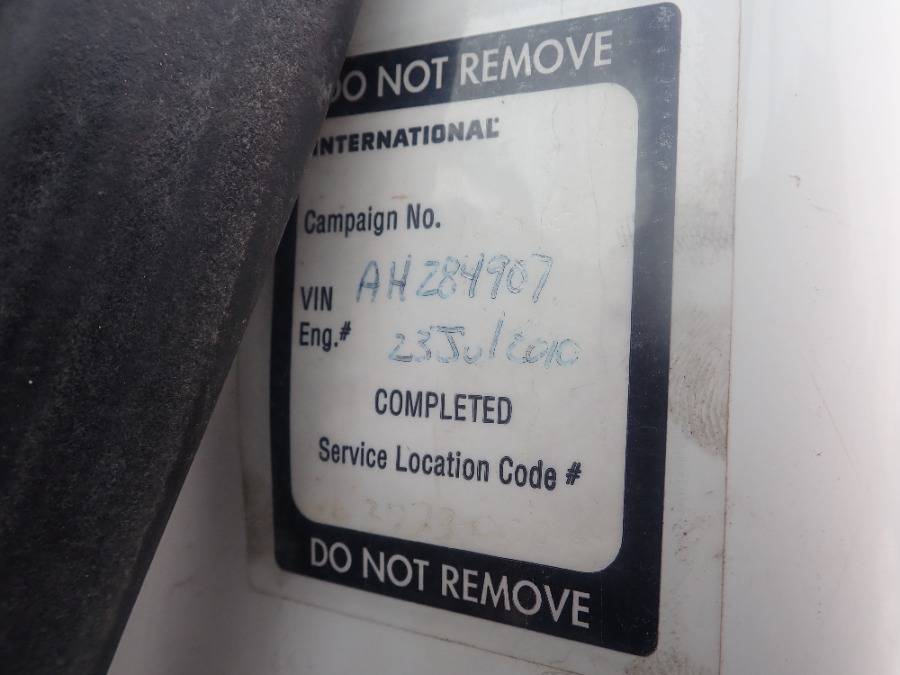 DO NOT REMOVE
INTERNATIONAL
Campaign No.
VIN AH284907
Eng.# 23Jul2010
COMPLETED
Service Location Code #
DO NOT REMOVE